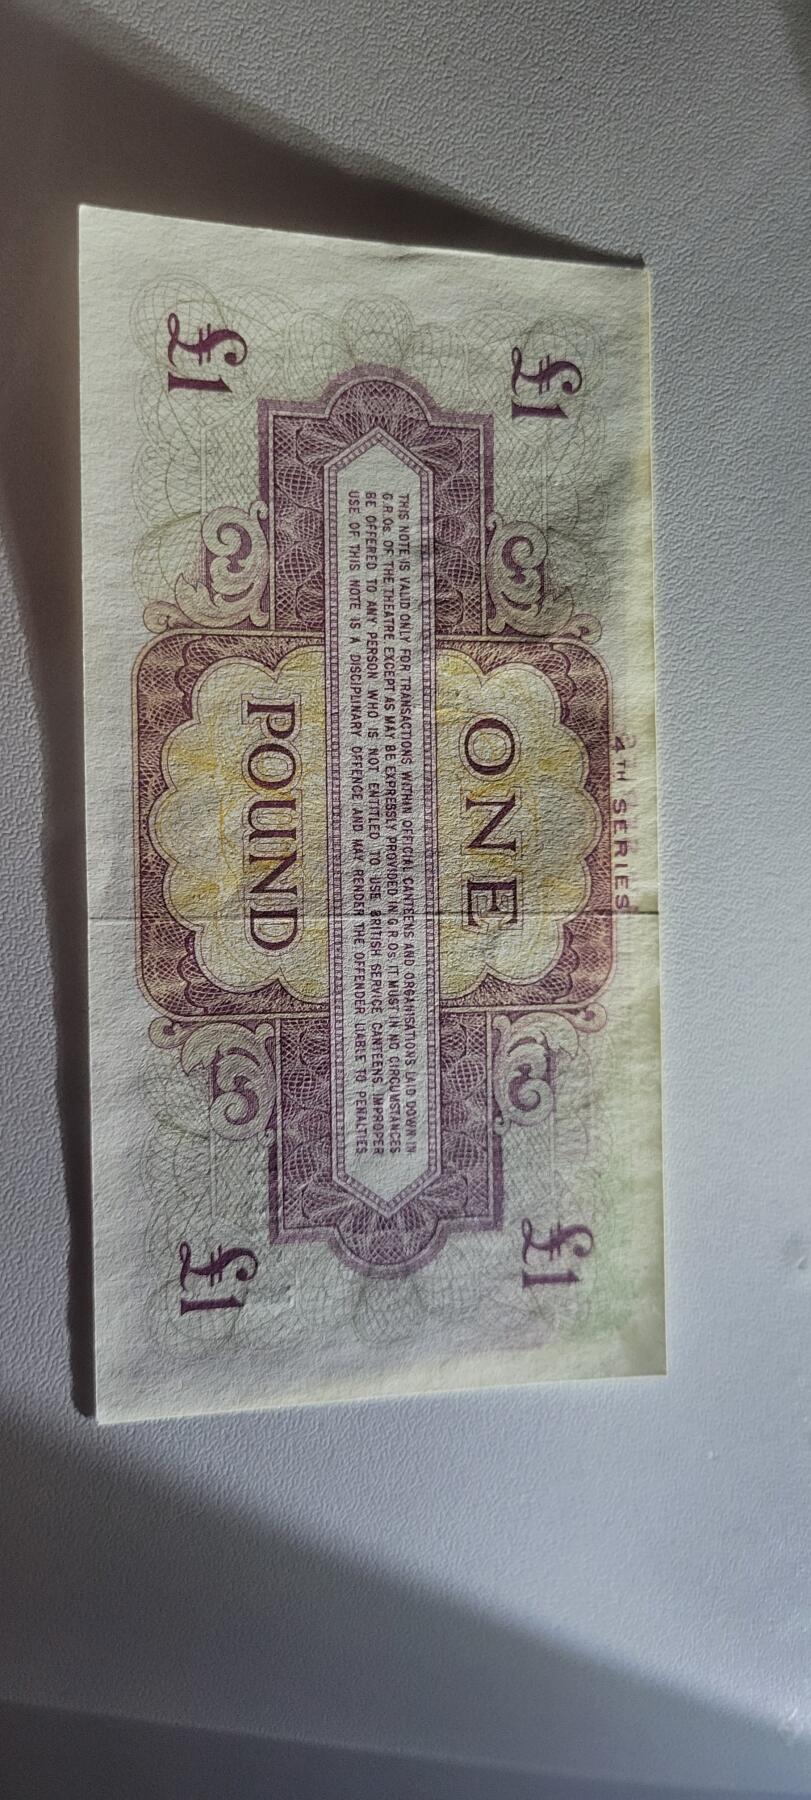 4TH SERIES
£1 £1
ONE
THIS NOTE IS VALID ONLY FOR TRANSACTIONS WITHIN OFFICIAL CANTEENS AND ORGANISATIONS LAID DOWN IN
G.R.Os. OF THE THEATRE EXCEPT AS MAY BE EXPRESSLY PROVIDED IN G.R.Os. IT MUST IN NO CIRCUMSTANCES
BE OFFERED TO ANY PERSON WHO IS NOT ENTITLED TO USE BRITISH SERVICE CANTEENS. IMPROPER
USE OF THIS NOTE IS A DISCIPLINARY OFFENCE AND MAY RENDER THE OFFENDER LIABLE TO PENALTIES
POUND
£1 £1